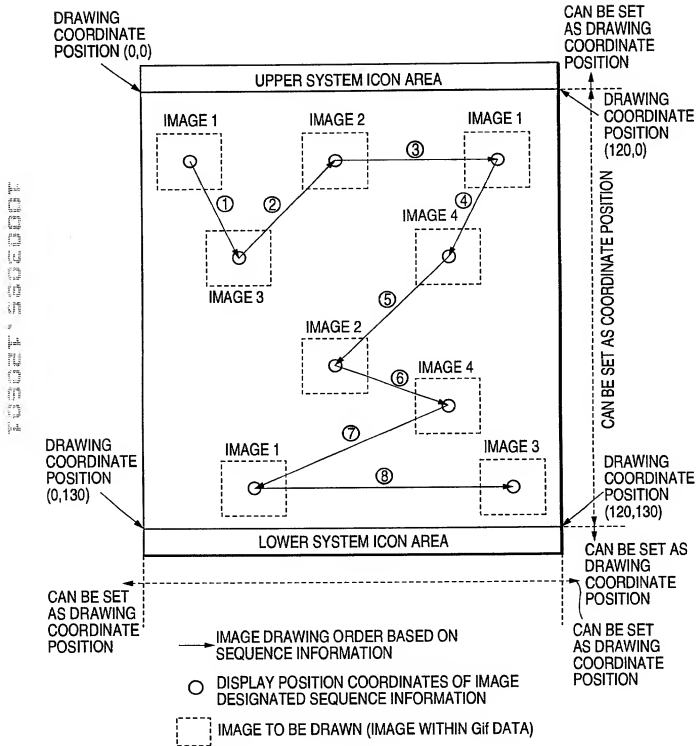 DRAWING
COORDINATE
POSITION (0,0)
CAN BE SET
AS DRAWING
COORDINATE
POSITION
UPPER SYSTEM ICON AREA
DRAWING
COORDINATE
POSITION
(120,0)
IMAGE 1
IMAGE 2
IMAGE 1
③
①
②
④
IMAGE 4
IMAGE 3
CAN BE SET AS COORDINATE POSITION
⑤
IMAGE 2
⑥
IMAGE 4
⑦
IMAGE 1
IMAGE 3
⑧
DRAWING
COORDINATE
POSITION
(0,130)
DRAWING
COORDINATE
POSITION
(120,130)
LOWER SYSTEM ICON AREA
CAN BE SET AS
DRAWING
COORDINATE
POSITION
CAN BE SET
AS DRAWING
COORDINATE
POSITION
CAN BE SET
AS DRAWING
COORDINATE
POSITION
IMAGE DRAWING ORDER BASED ON
SEQUENCE INFORMATION
DISPLAY POSITION COORDINATES OF IMAGE
DESIGNATED SEQUENCE INFORMATION
IMAGE TO BE DRAWN (IMAGE WITHIN Gif DATA)